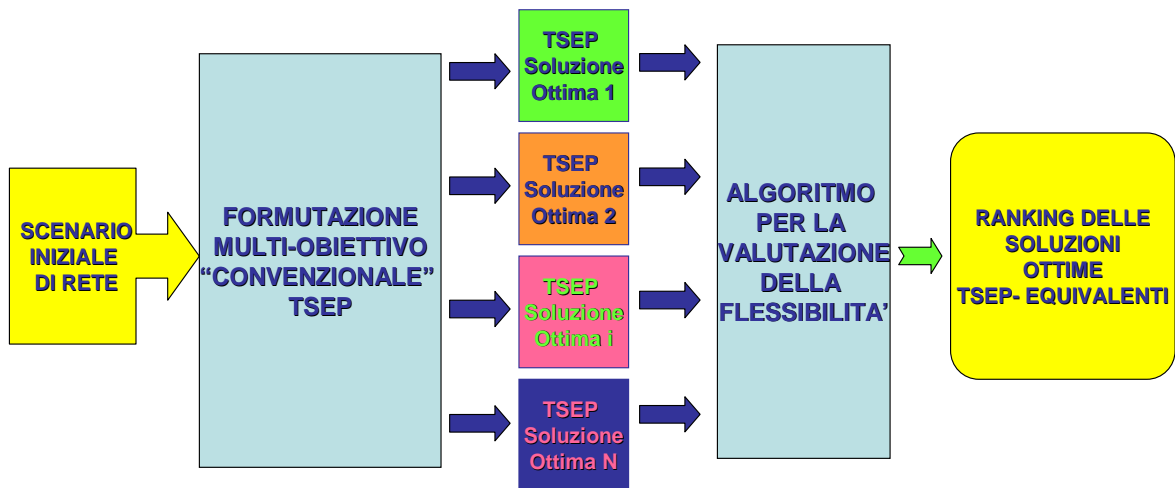 SCENARIO
INIZIALE
DI RETE
FORMUTAZIONE
MULTI-OBIETTIVO
“CONVENZIONALE”
TSEP
TSEP
Soluzione
Ottima 1
TSEP
Soluzione
Ottima 2
TSEP
Soluzione
Ottima i
TSEP
Soluzione
Ottima N
ALGORITMO
PER LA
VALUTAZIONE
DELLA
FLESSIBILITA’
RANKING DELLE
SOLUZIONI
OTTIME
TSEP- EQUIVALENTI